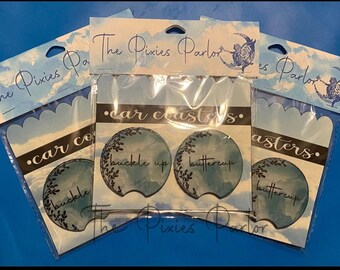 The Pixies Parlor
The Pixies Parlor
The Pixies Parlor
car coasters
car co
asters
buckle up
buttercup
buckle
buttercup
The Pixies Parlor